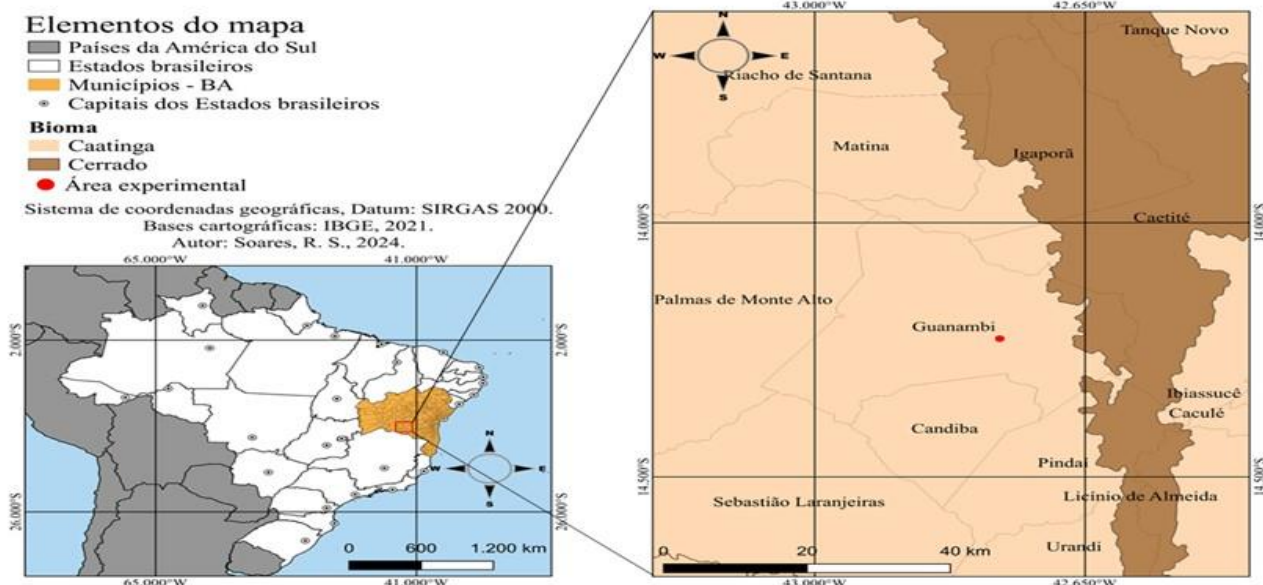 Elementos do mapa
Países da América do Sul
Estados brasileiros
Municípios - BA
Capitais dos Estados brasileiros
Bioma
Caatinga
Cerrado
Área experimental
Sistema de coordenadas geográficas, Datum: SIRGAS 2000.
Bases cartográficas: IBGE, 2021.
Autor: Soares, R. S., 2024.
65.000°W 41.000°W
2.000°S 2.000°S
N
W E
S
26.000°S 26.000°S
0 600 1.200 km
65.000°W 41.000°W
43.000°W 42.650°W
N
W E
S
Tanque Novo
Riacho de Santana
Matina
Igaporã
Caetité
14.000°S 14.000°S
Palmas de Monte Alto
Guanambi
Ibiassucê
Caculé
Candiba
Pindaí
14.500°S 14.500°S
Licínio de Almeida
Sebastião Laranjeiras
Urandi
0 20 40 km
43.000°W 42.650°W